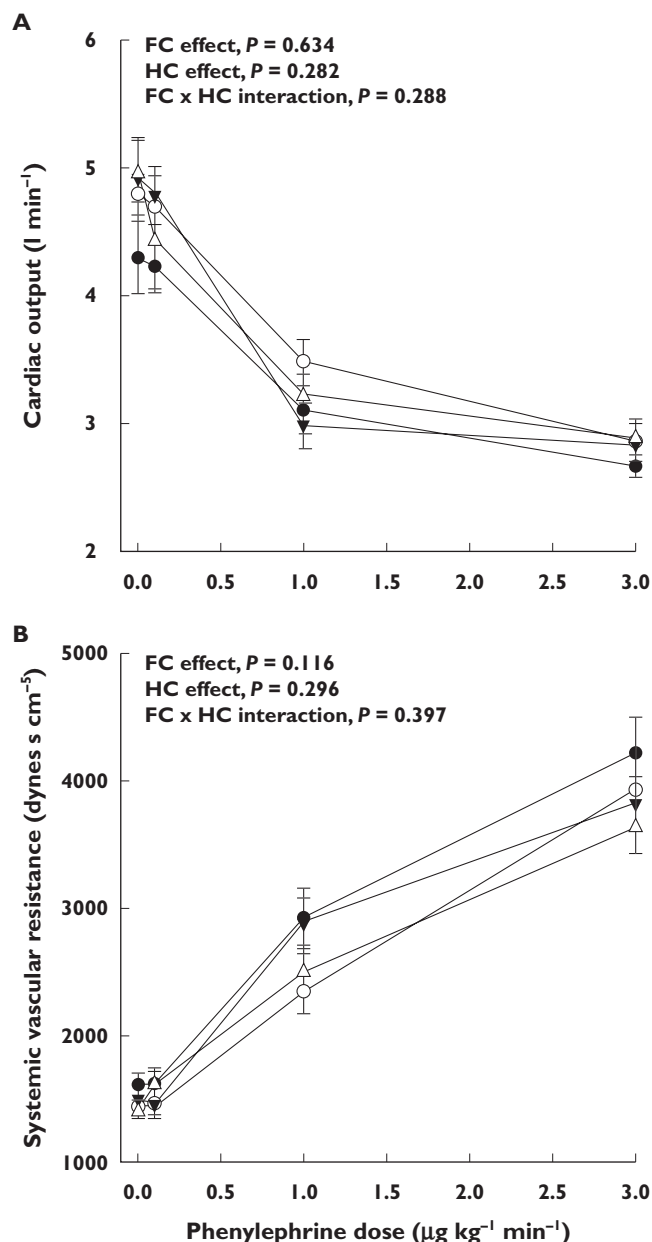 A
6
5
4
3
2
Cardiac output (l min⁻¹)
FC effect, P = 0.634
HC effect, P = 0.282
FC x HC interaction, P = 0.288
0.0 0.5 1.0 1.5 2.0 2.5 3.0
B
5000
4000
3000
2000
1000
Systemic vascular resistance (dynes s cm⁻⁵)
FC effect, P = 0.116
HC effect, P = 0.296
FC x HC interaction, P = 0.397
0.0 0.5 1.0 1.5 2.0 2.5 3.0
Phenylephrine dose (μg kg⁻¹ min⁻¹)